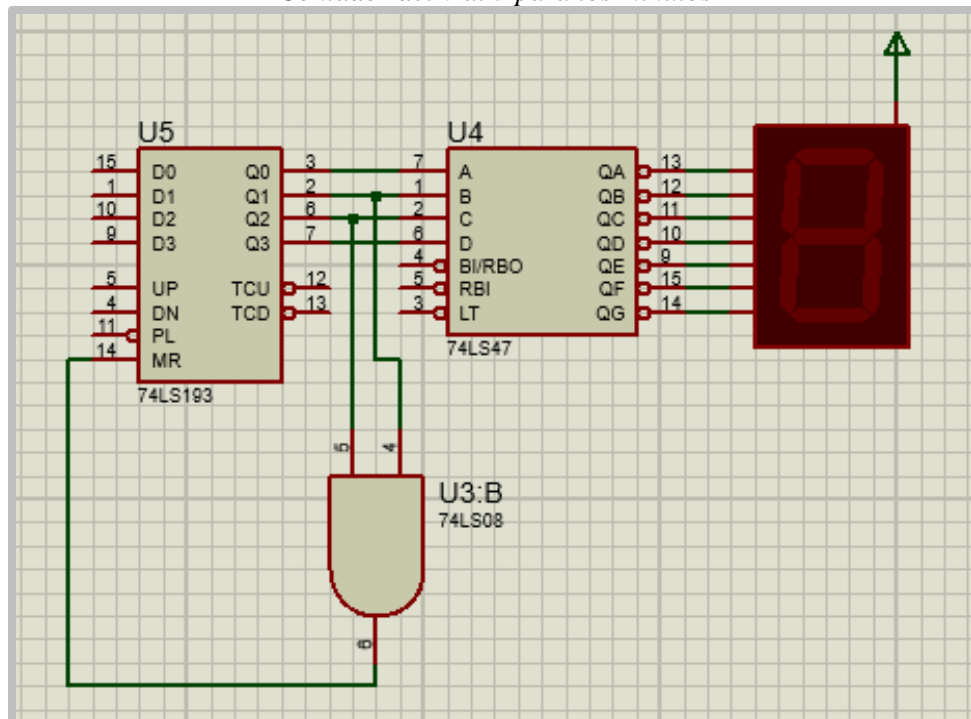 U5
15 D0 Q0 3
1 D1 Q1 2
10 D2 Q2 6
9 D3 Q3 7
5 UP TCU 12
4 DN TCD 13
11 PL
14 MR
74LS193
U4
7 A QA 13
1 B QB 12
2 C QC 11
6 D QD 10
4 BI/RBO QE 9
5 RBI QF 15
3 LT QG 14
74LS47
5 4
U3:B
74LS08
6